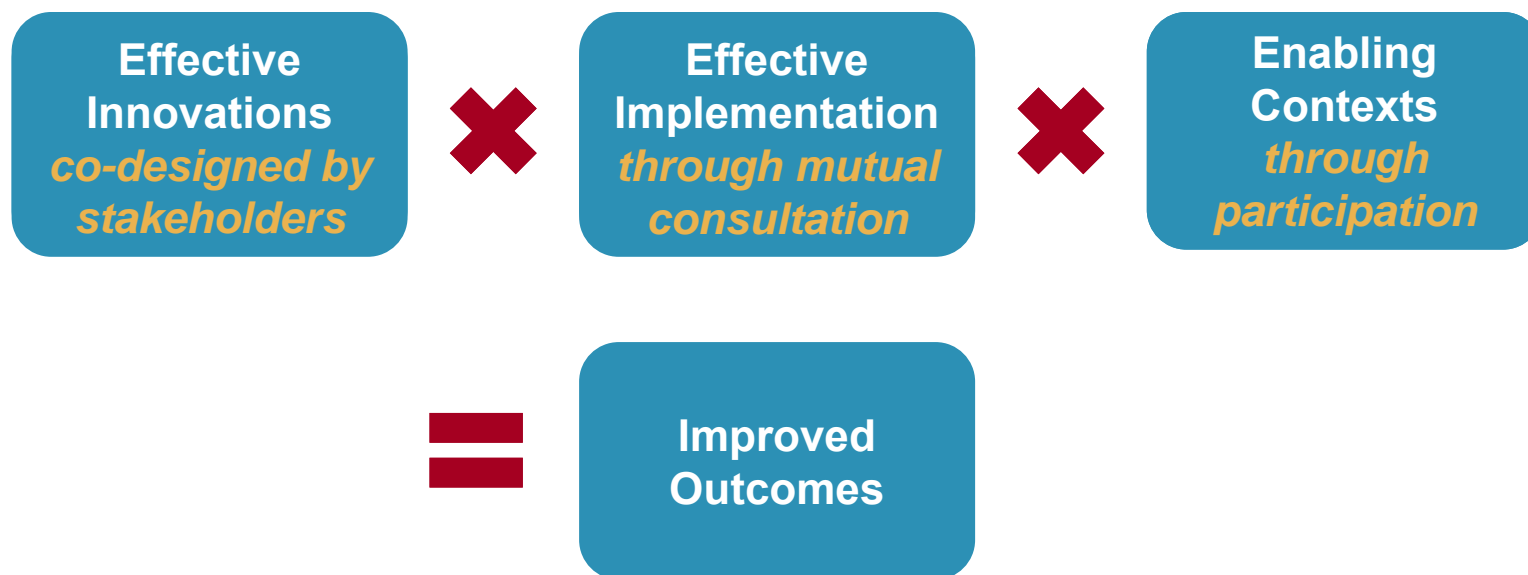 Effective
Innovations
co-designed by
stakeholders
Effective
Implementation
through mutual
consultation
Enabling
Contexts
through
participation
Improved
Outcomes